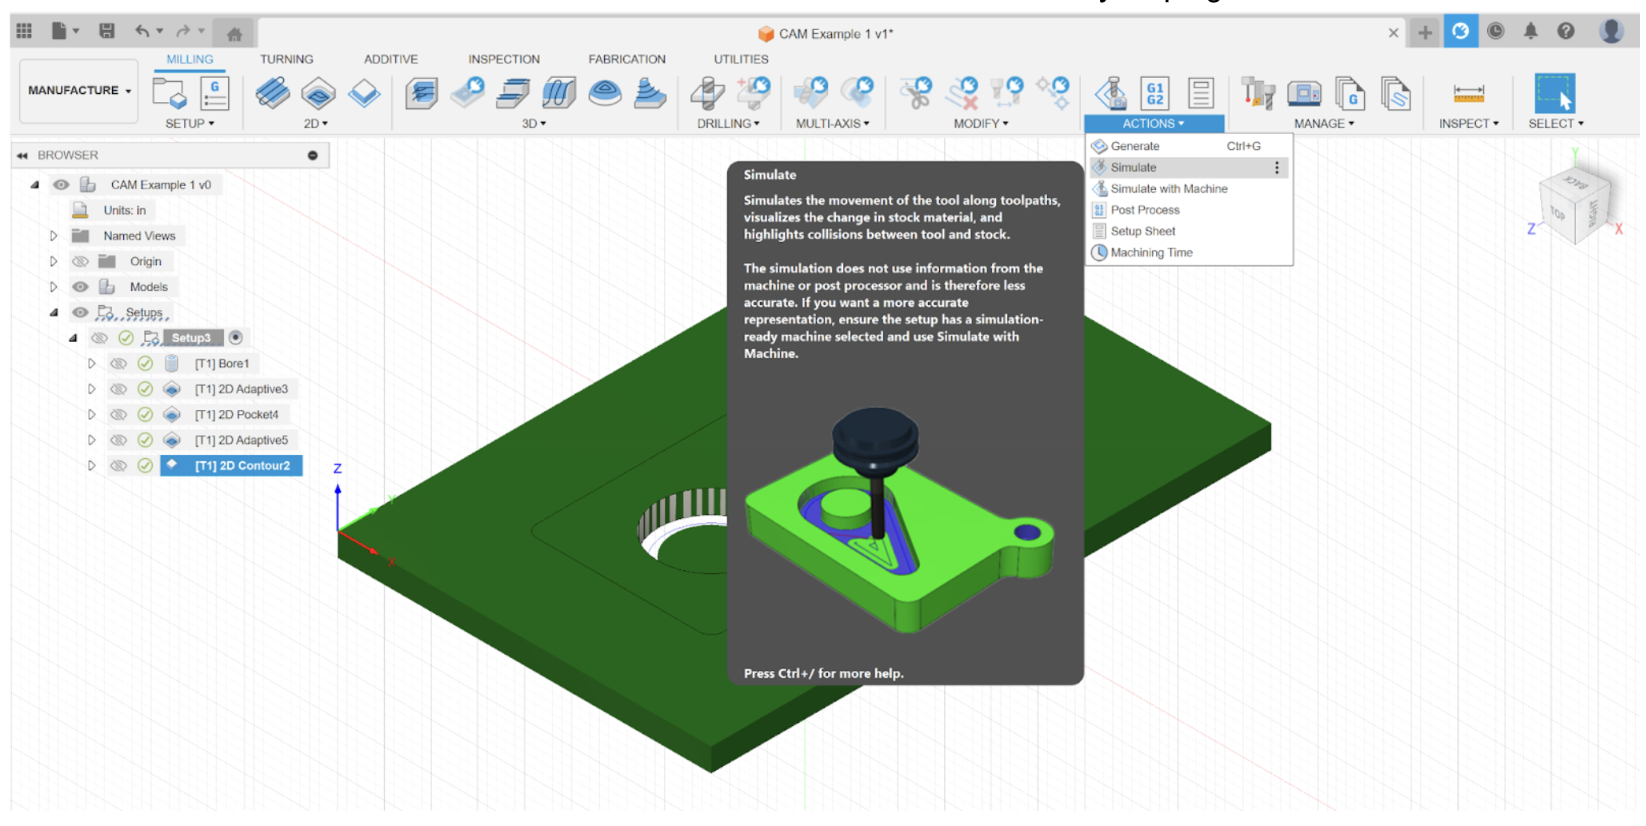 CAM Example 1 v1*
MILLING TURNING ADDITIVE INSPECTION FABRICATION UTILITIES
MANUFACTURE
G
G1
G2
G
SETUP 2D 3D DRILLING MULTI-AXIS MODIFY ACTIONS MANAGE INSPECT SELECT
BROWSER
CAM Example 1 v0
Units: in
Named Views
Origin
Models
Setups
Setup3
[T1] Bore1
[T1] 2D Adaptive3
[T1] 2D Pocket4
[T1] 2D Adaptive5
[T1] 2D Contour2
Z
X
Simulate
Simulates the movement of the tool along toolpaths,
visualizes the change in stock material, and
highlights collisions between tool and stock.
The simulation does not use information from the
machine or post processor and is therefore less
accurate. If you want a more accurate
representation, ensure the setup has a simulation-
ready machine selected and use Simulate with
Machine.
Press Ctrl+/ for more help.
Generate Ctrl+G
Simulate
Simulate with Machine
Post Process
Setup Sheet
Machining Time
Y
BACK
TOP
RIGHT
Z
X